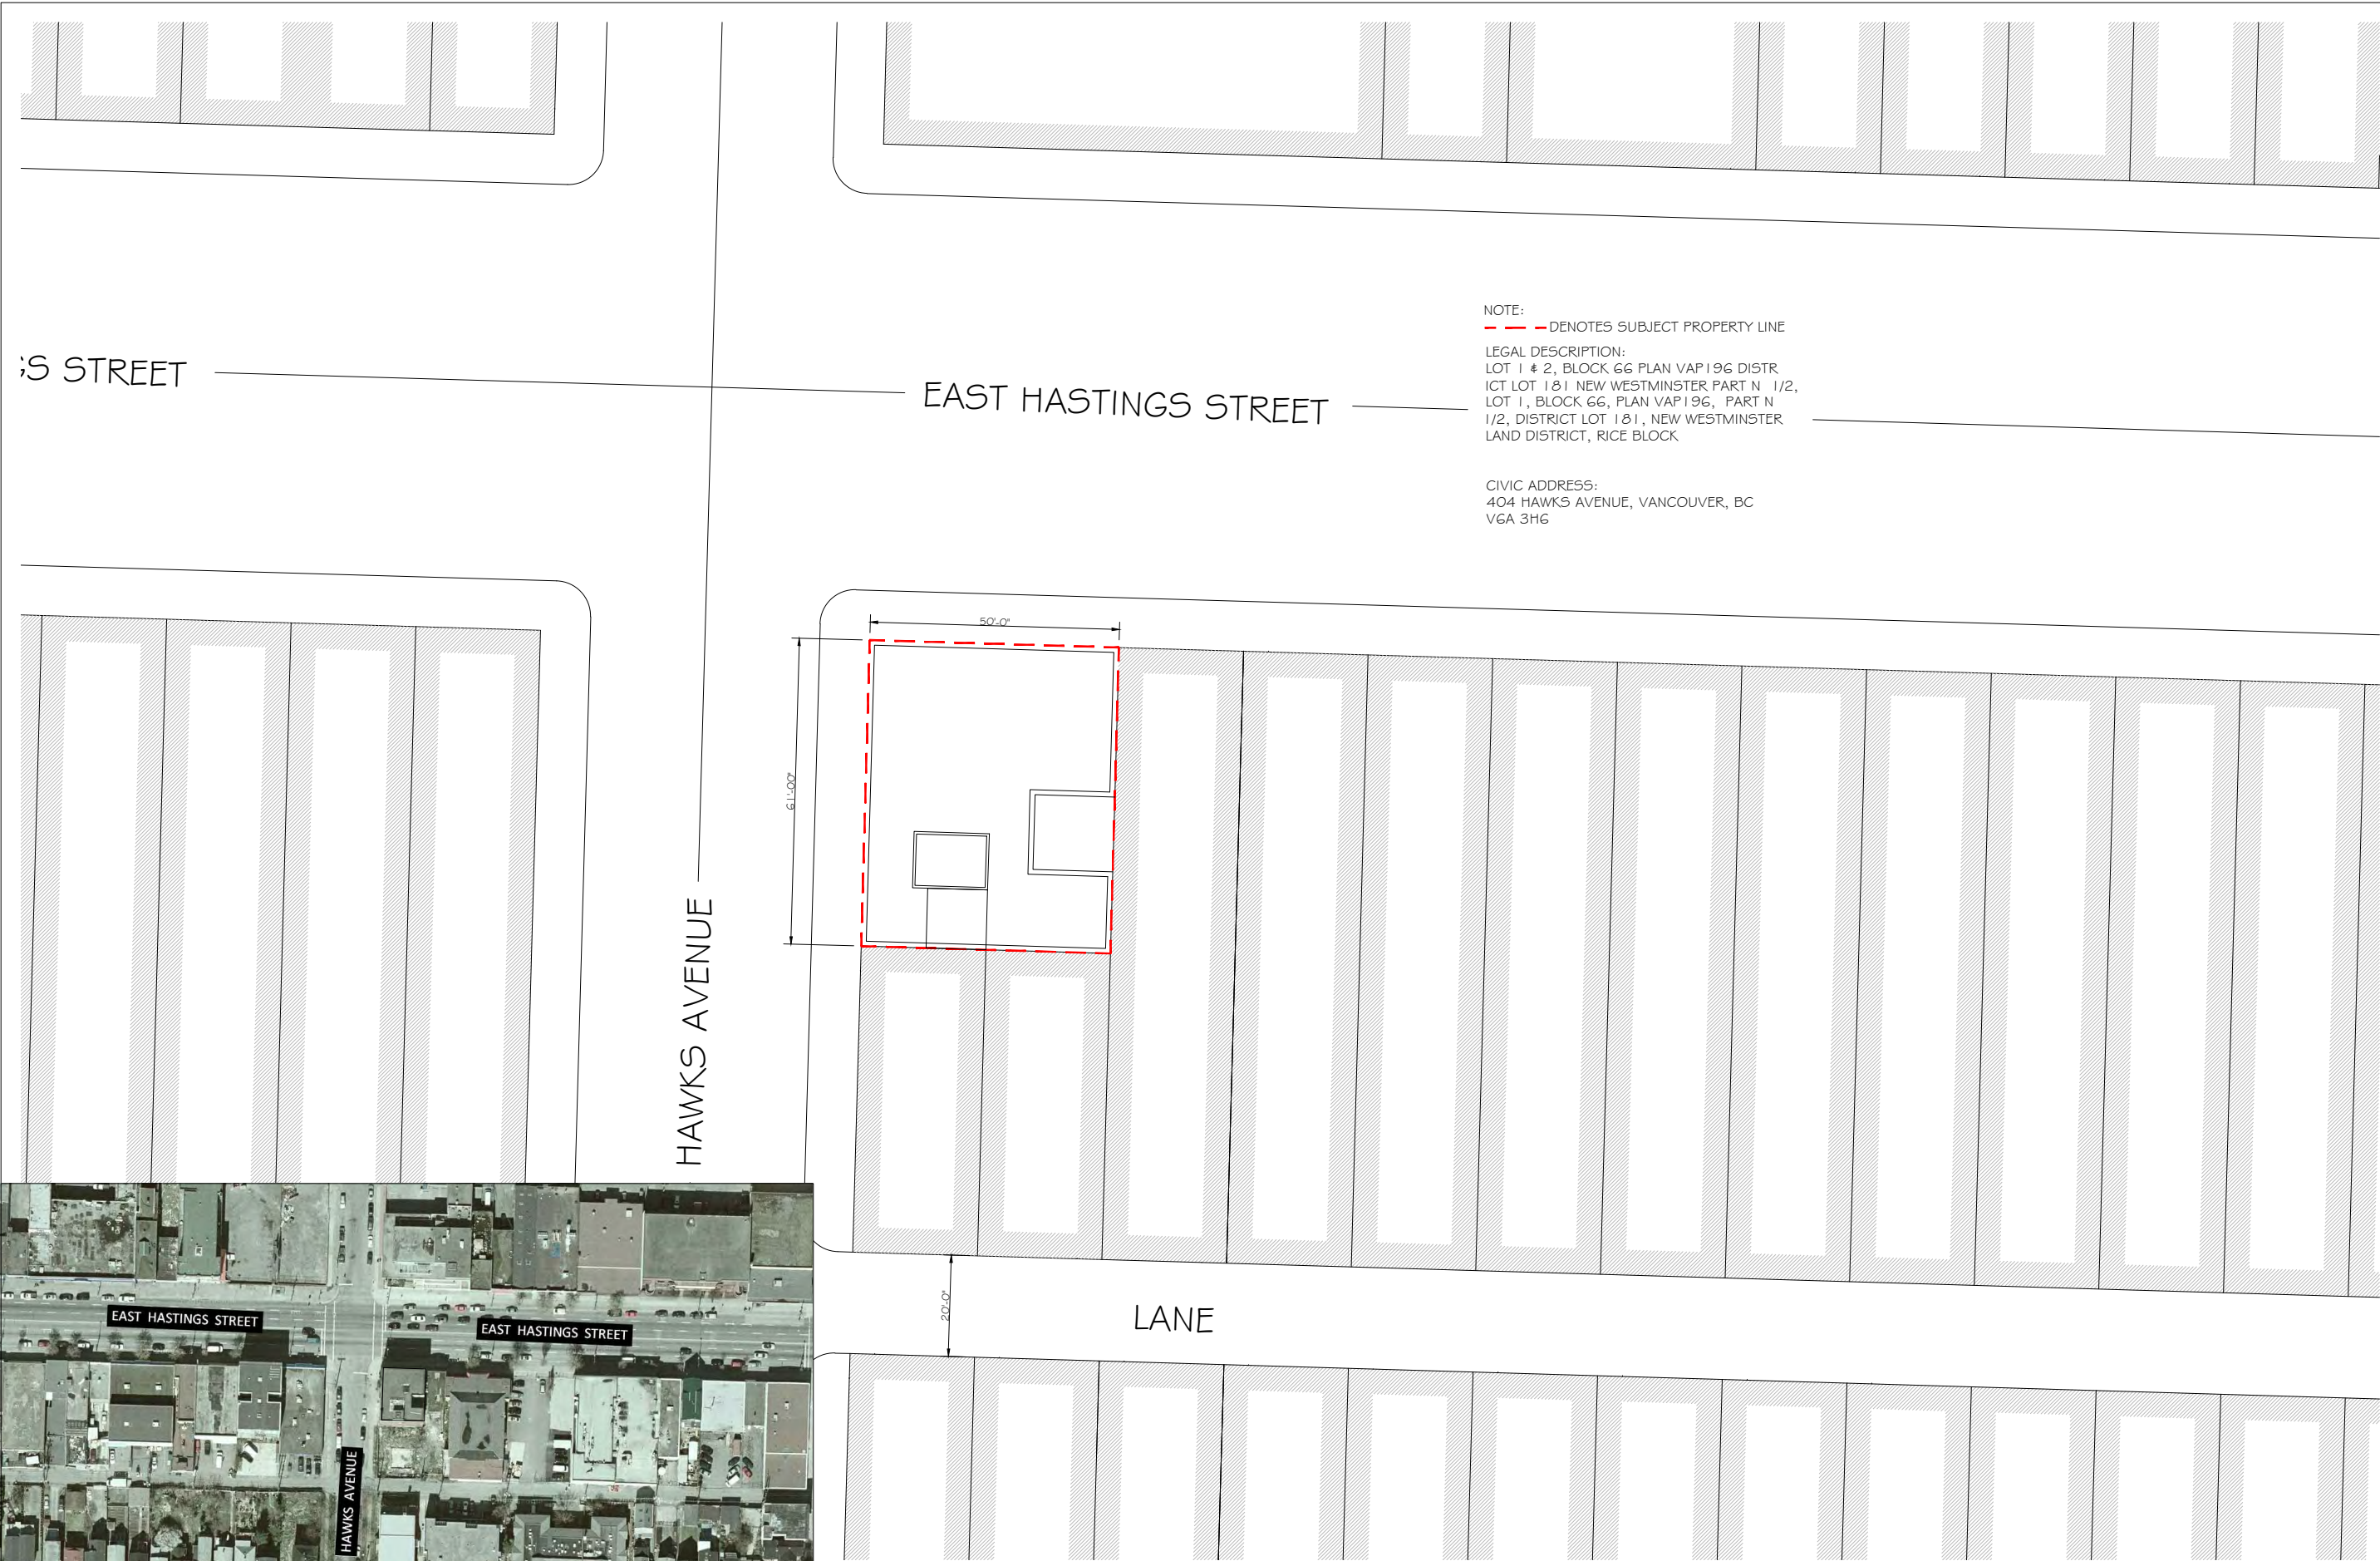 NOTE:
DENOTES SUBJECT PROPERTY LINE
LEGAL DESCRIPTION:
LOT 1 & 2, BLOCK 66 PLAN VAP196 DISTR
ICT LOT 181 NEW WESTMINSTER PART N 1/2,
LOT 1, BLOCK 66, PLAN VAP196, PART N
1/2, DISTRICT LOT 181, NEW WESTMINSTER
LAND DISTRICT, RICE BLOCK
CIVIC ADDRESS:
404 HAWKS AVENUE, VANCOUVER, BC
V6A 3H6
GS STREET
EAST HASTINGS STREET
50'-0"
61'-00"
HAWKS AVENUE
20'-0"
LANE
EAST HASTINGS STREET
EAST HASTINGS STREET
HAWKS AVENUE